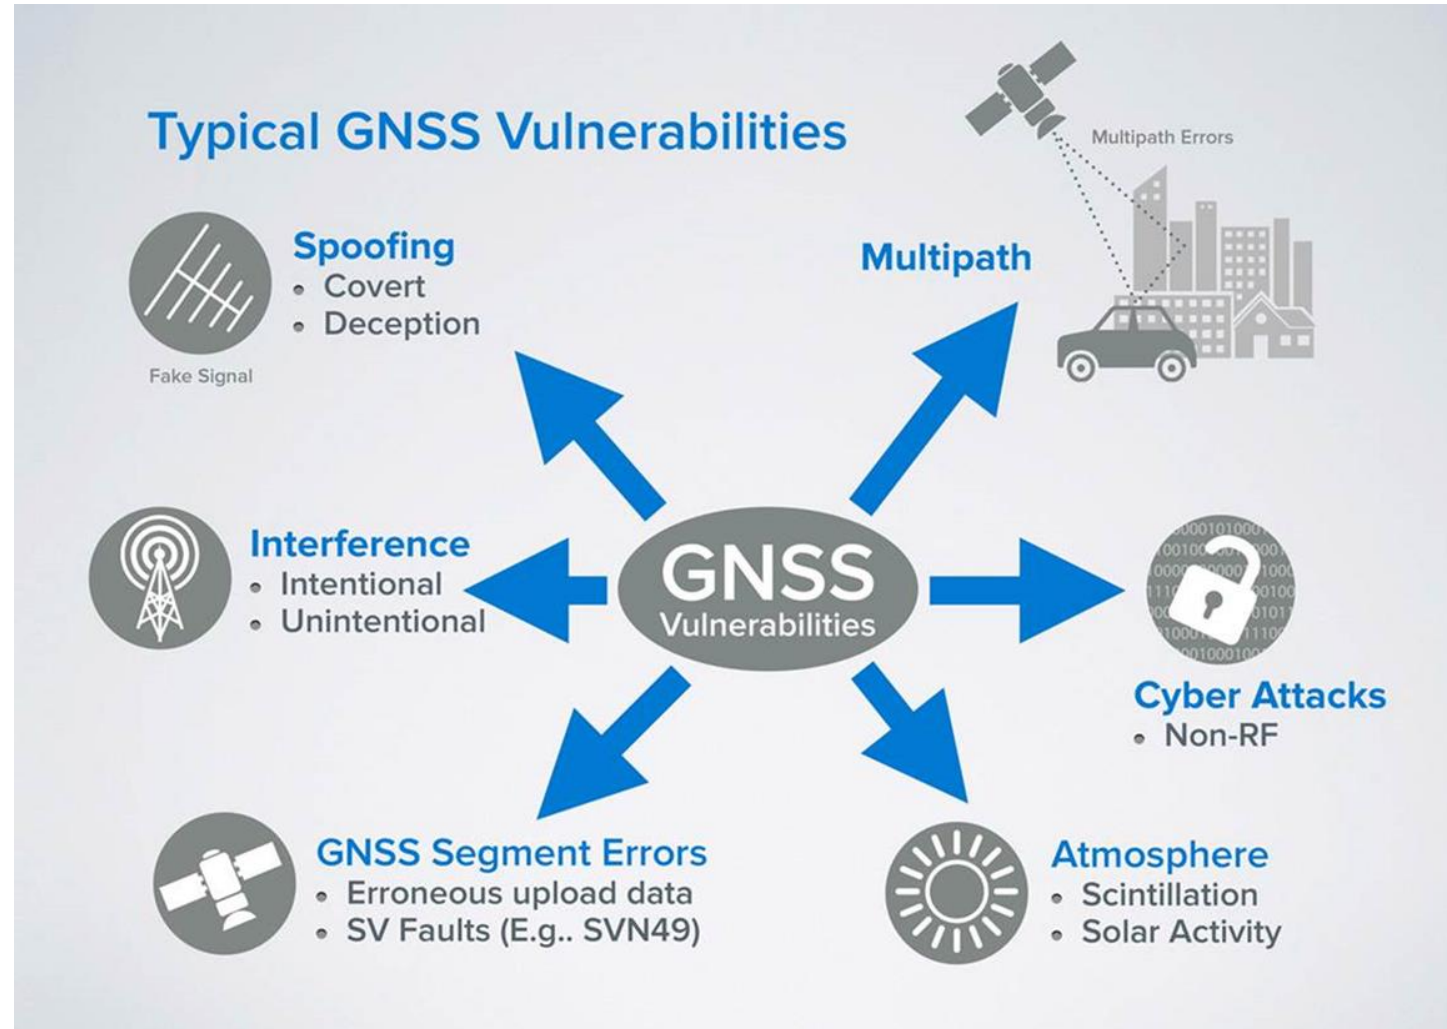 Typical GNSS Vulnerabilities
Multipath Errors
Spoofing
• Covert
• Deception
Fake Signal
Multipath
Interference
• Intentional
• Unintentional
GNSS
Vulnerabilities
Cyber Attacks
• Non-RF
GNSS Segment Errors
• Erroneous upload data
• SV Faults (E.g.. SVN49)
Atmosphere
• Scintillation
• Solar Activity